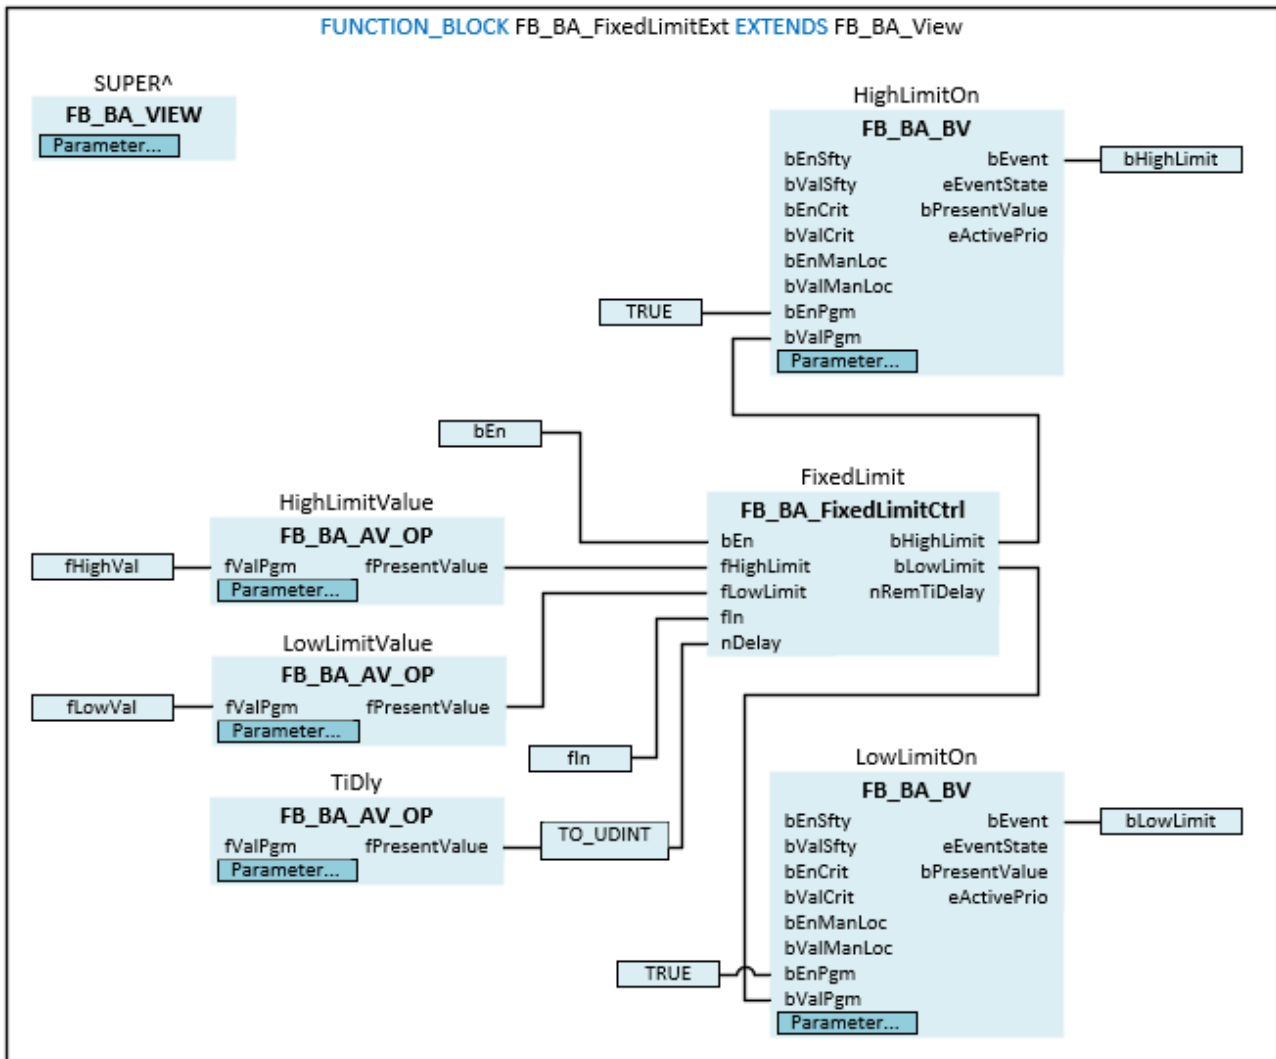 FUNCTION_BLOCK FB_BA_FixedLimitExt EXTENDS FB_BA_View
SUPER^
FB_BA_VIEW
Parameter...
HighLimitOn
FB_BA_BV
bEnSfty bEvent
bHighLimit
bValSfty eEventState
bEnCrit bPresentValue
bValCrit eActivePrio
bEnManLoc
bValManLoc
TRUE
bEnPgm
bValPgm
Parameter...
bEn
FixedLimit
FB_BA_FixedLimitCtrl
bEn bHighLimit
fHighLimit bLowLimit
fLowLimit nRemTiDelay
fIn
nDelay
HighLimitValue
FB_BA_AV_OP
fHighVal
fValPgm fPresentValue
Parameter...
LowLimitValue
FB_BA_AV_OP
fLowVal
fValPgm fPresentValue
Parameter...
fIn
TiDly
FB_BA_AV_OP
fValPgm fPresentValue
Parameter...
TO_UDINT
LowLimitOn
FB_BA_BV
bEnSfty bEvent
bLowLimit
bValSfty eEventState
bEnCrit bPresentValue
bValCrit eActivePrio
bEnManLoc
bValManLoc
TRUE
bEnPgm
bValPgm
Parameter...